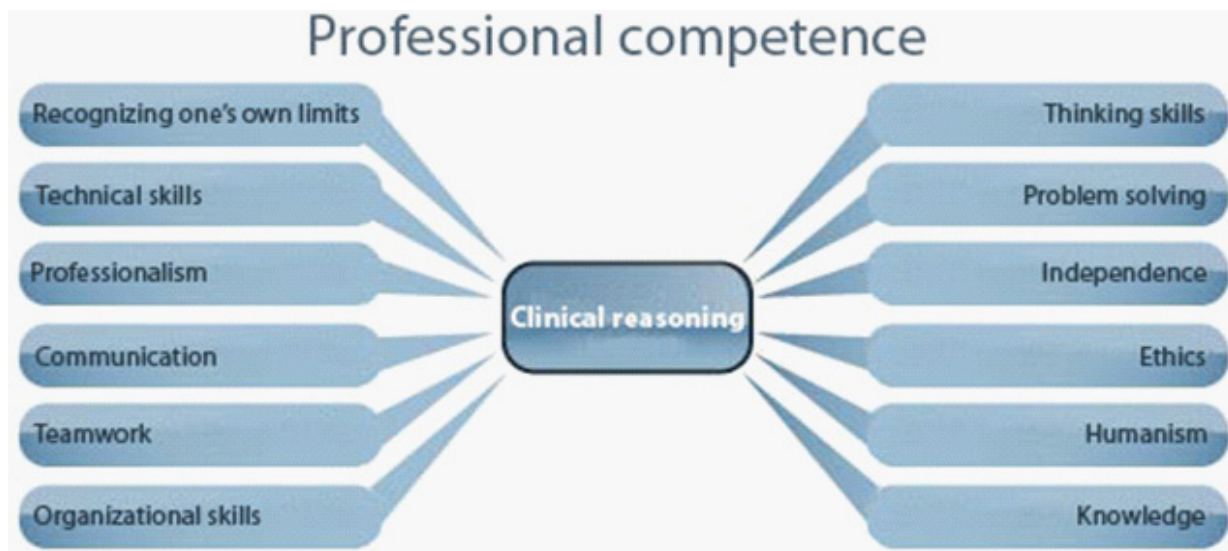 Professional competence
Recognizing one's own limits
Technical skills
Professionalism
Communication
Teamwork
Organizational skills
Clinical reasoning
Thinking skills
Problem solving
Independence
Ethics
Humanism
Knowledge